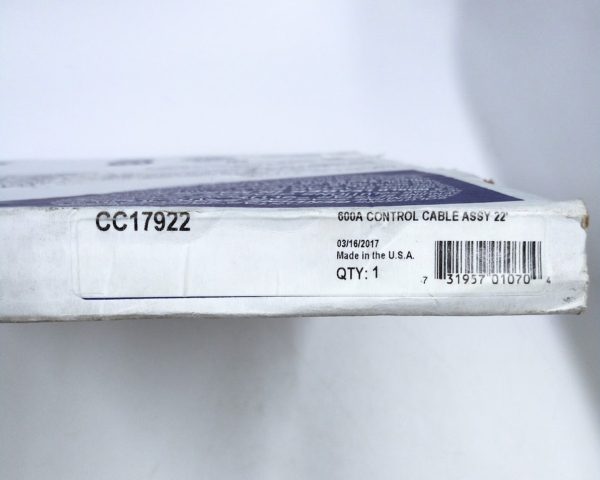 CC17922
600A CONTROL CABLE ASSY 22'
03/16/2017
Made in the U.S.A.
QTY: 1
7 31957 01070 4